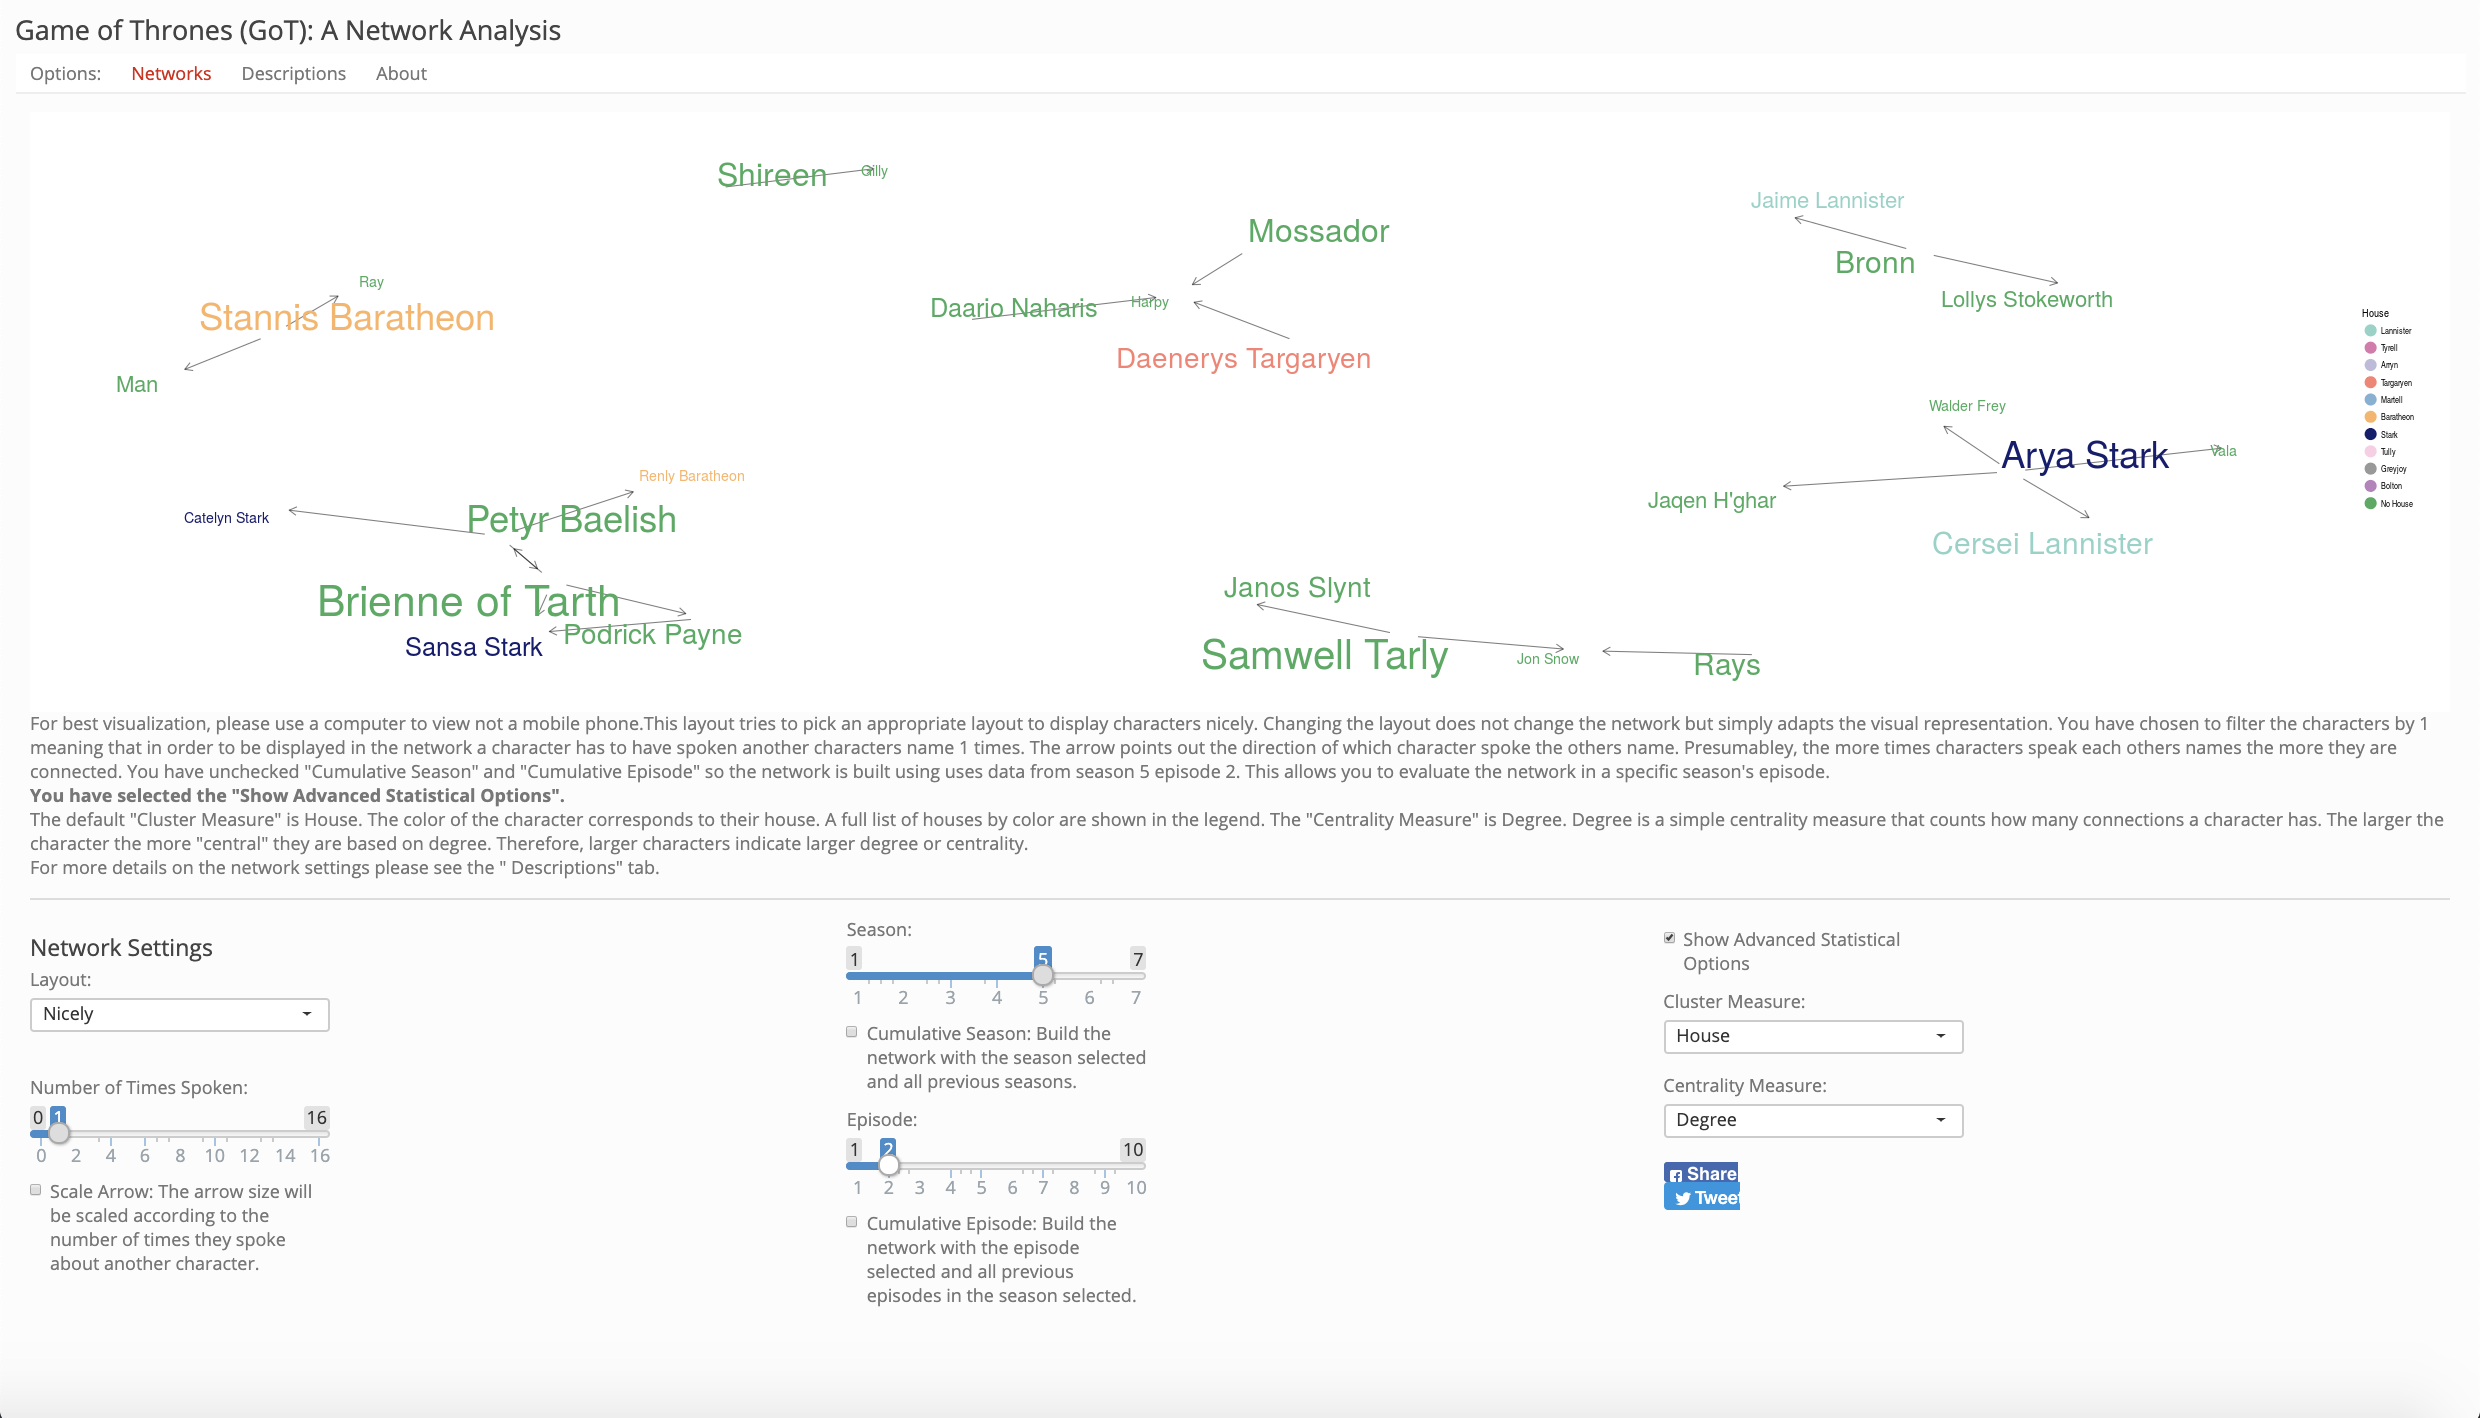 Game of Thrones (GoT): A Network Analysis
Options: Networks Descriptions About
Shireen
Gilly
Mossador
Jaime Lannister
Bronn
Lollys Stokeworth
Ray
Stannis Baratheon
Man
Daario Naharis
Harpy
Daenerys Targaryen
House
Lannister
Tyrell
Arryn
Targaryen
Martell
Baratheon
Stark
Tully
Greyjoy
Bolton
No House
Walder Frey
Arya Stark
Vala
Jaqen H'ghar
Cersei Lannister
Renly Baratheon
Catelyn Stark
Petyr Baelish
Brienne of Tarth
Podrick Payne
Sansa Stark
Janos Slynt
Samwell Tarly
Jon Snow
Rays
For best visualization, please use a computer to view not a mobile phone.This layout tries to pick an appropriate layout to display characters nicely. Changing the layout does not change the network but simply adapts the visual representation. You have chosen to filter the characters by 1
meaning that in order to be displayed in the network a character has to have spoken another characters name 1 times. The arrow points out the direction of which character spoke the others name. Presumabley, the more times characters speak each others names the more they are
connected. You have unchecked "Cumulative Season" and "Cumulative Episode" so the network is built using uses data from season 5 episode 2. This allows you to evaluate the network in a specific season's episode.
You have selected the "Show Advanced Statistical Options".
The default "Cluster Measure" is House. The color of the character corresponds to their house. A full list of houses by color are shown in the legend. The "Centrality Measure" is Degree. Degree is a simple centrality measure that counts how many connections a character has. The larger the
character the more "central" they are based on degree. Therefore, larger characters indicate larger degree or centrality.
For more details on the network settings please see the " Descriptions" tab.
Network Settings
Layout:
Nicely
Number of Times Spoken:
0 1 16
0 2 4 6 8 10 12 14 16
Scale Arrow: The arrow size will
be scaled according to the
number of times they spoke
about another character.
Season:
1 5 7
1 2 3 4 5 6 7
Cumulative Season: Build the
network with the season selected
and all previous seasons.
Episode:
1 2 10
1 2 3 4 5 6 7 8 9 10
Cumulative Episode: Build the
network with the episode
selected and all previous
episodes in the season selected.
Show Advanced Statistical
Options
Cluster Measure:
House
Centrality Measure:
Degree
Share
Tweet